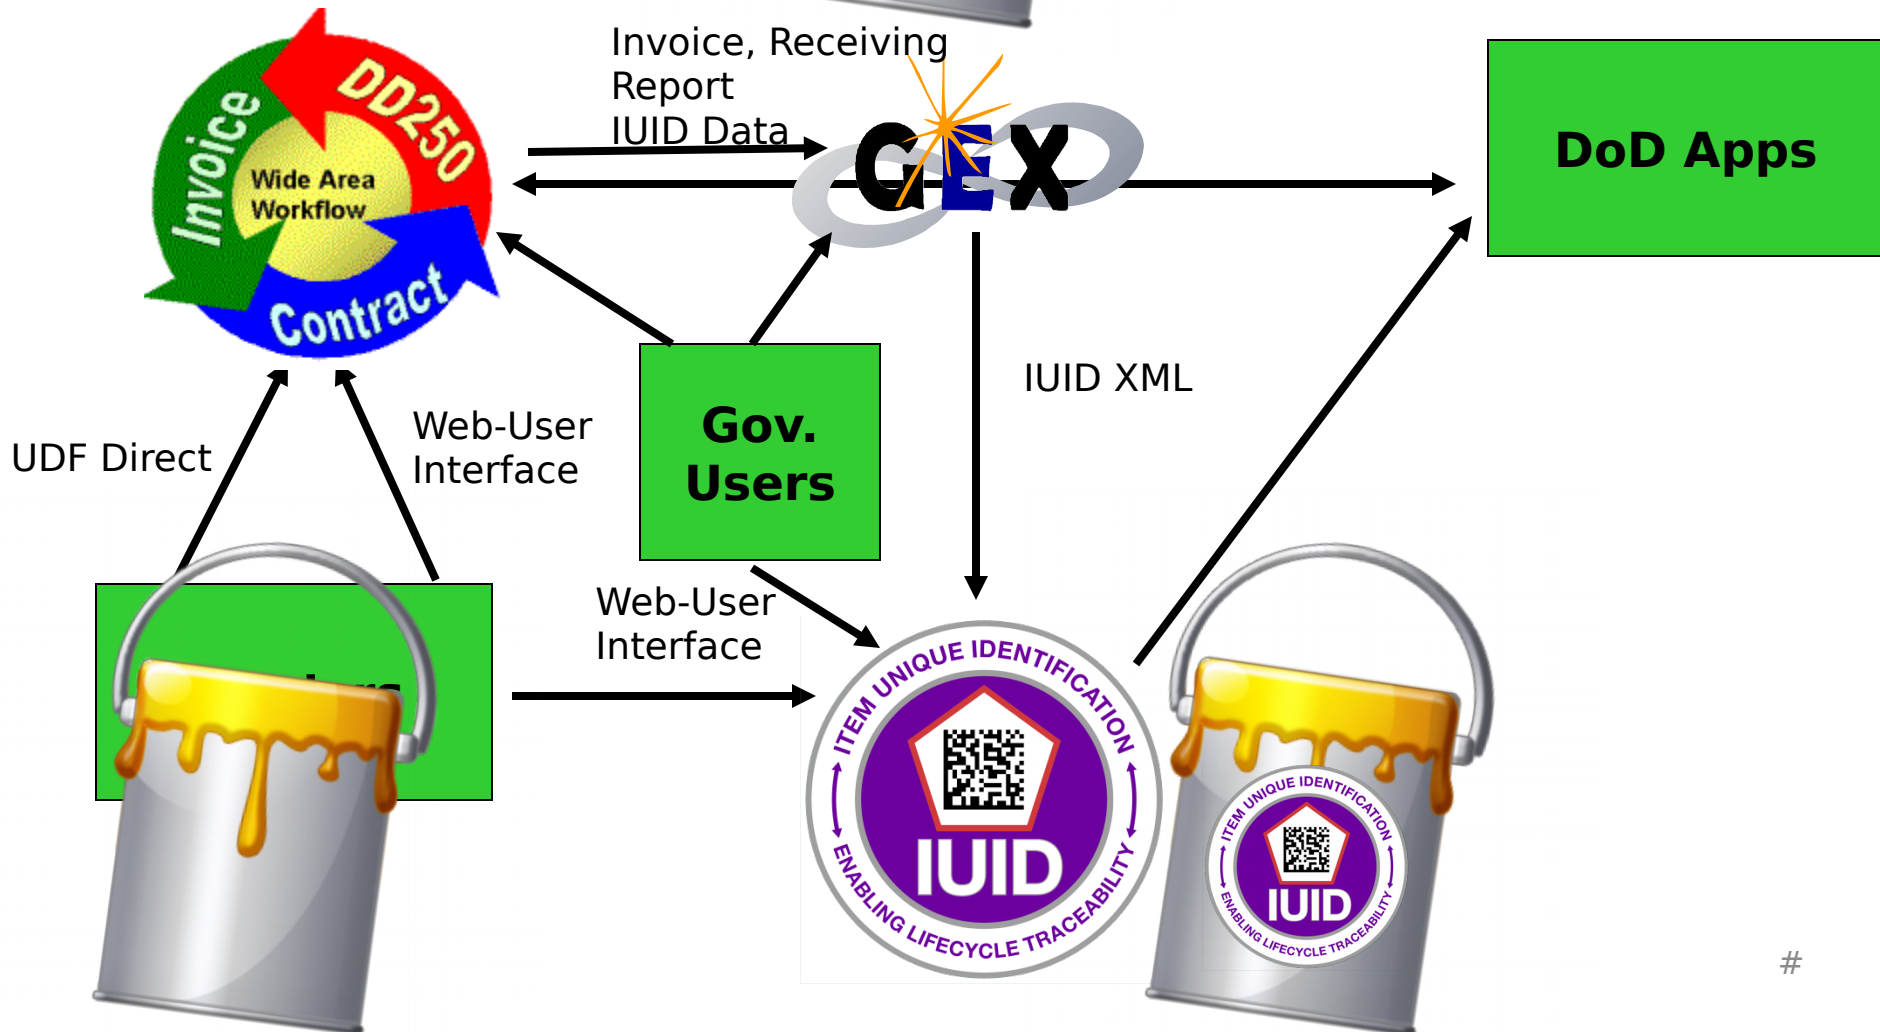 Invoice, Receiving
Report
IUID Data
Invoice
DD250
Contract
Wide Area
Workflow
GEX
DoD Apps
UDF Direct
Web-User
Interface
Gov.
Users
IUID XML
Web-User
Interface
ITEM UNIQUE IDENTIFICATION
IUID
ENABLING LIFECYCLE TRACEABILITY
ITEM UNIQUE IDENTIFICATION
IUID
ENABLING LIFECYCLE TRACEABILITY
#